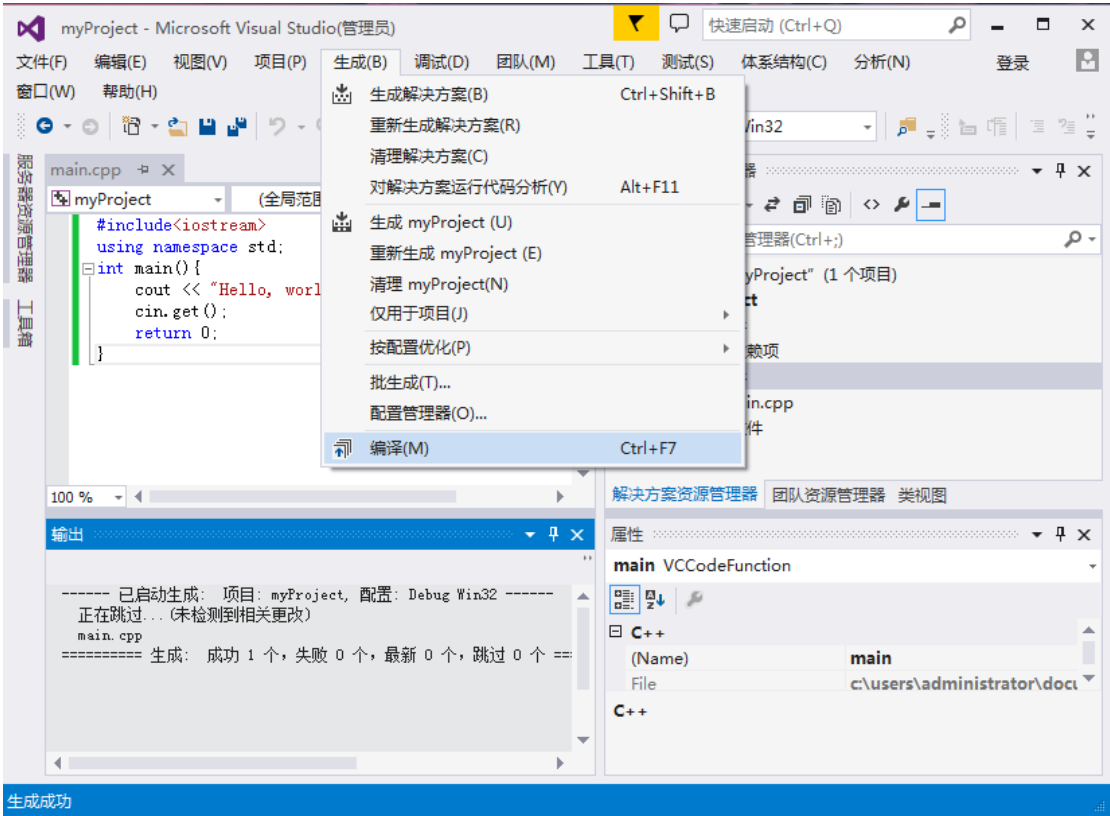 myProject - Microsoft Visual Studio(管理员)
快速启动 (Ctrl+Q)
文件(F) 编辑(E) 视图(V) 项目(P) 生成(B) 调试(D) 团队(M) 工具(T) 测试(S) 体系结构(C) 分析(N) 登录
窗口(W) 帮助(H)
生成解决方案(B) Ctrl+Shift+B
重新生成解决方案(R)
清理解决方案(C)
对解决方案运行代码分析(Y) Alt+F11
生成 myProject (U)
重新生成 myProject (E)
清理 myProject(N)
仅用于项目(J)
按配置优化(P)
批生成(T)...
配置管理器(O)...
编译(M) Ctrl+F7
服务器资源管理器
工具箱
main.cpp
myProject (全局范围
#include<iostream>
using namespace std;
int main(){
cout << "Hello, worl
cin.get();
return 0;
}
100 %
in32
管理器(Ctrl+;)
yProject" (1 个项目)
ct
赖项
in.cpp
件
解决方案资源管理器 团队资源管理器 类视图
输出
------ 已启动生成: 项目: myProject, 配置: Debug Win32 ------
正在跳过... (未检测到相关更改)
main.cpp
========== 生成: 成功 1 个，失败 0 个，最新 0 个，跳过 0 个 ===
属性
main VCCodeFunction
C++
(Name) main
File c:\users\administrator\docu
C++
生成成功